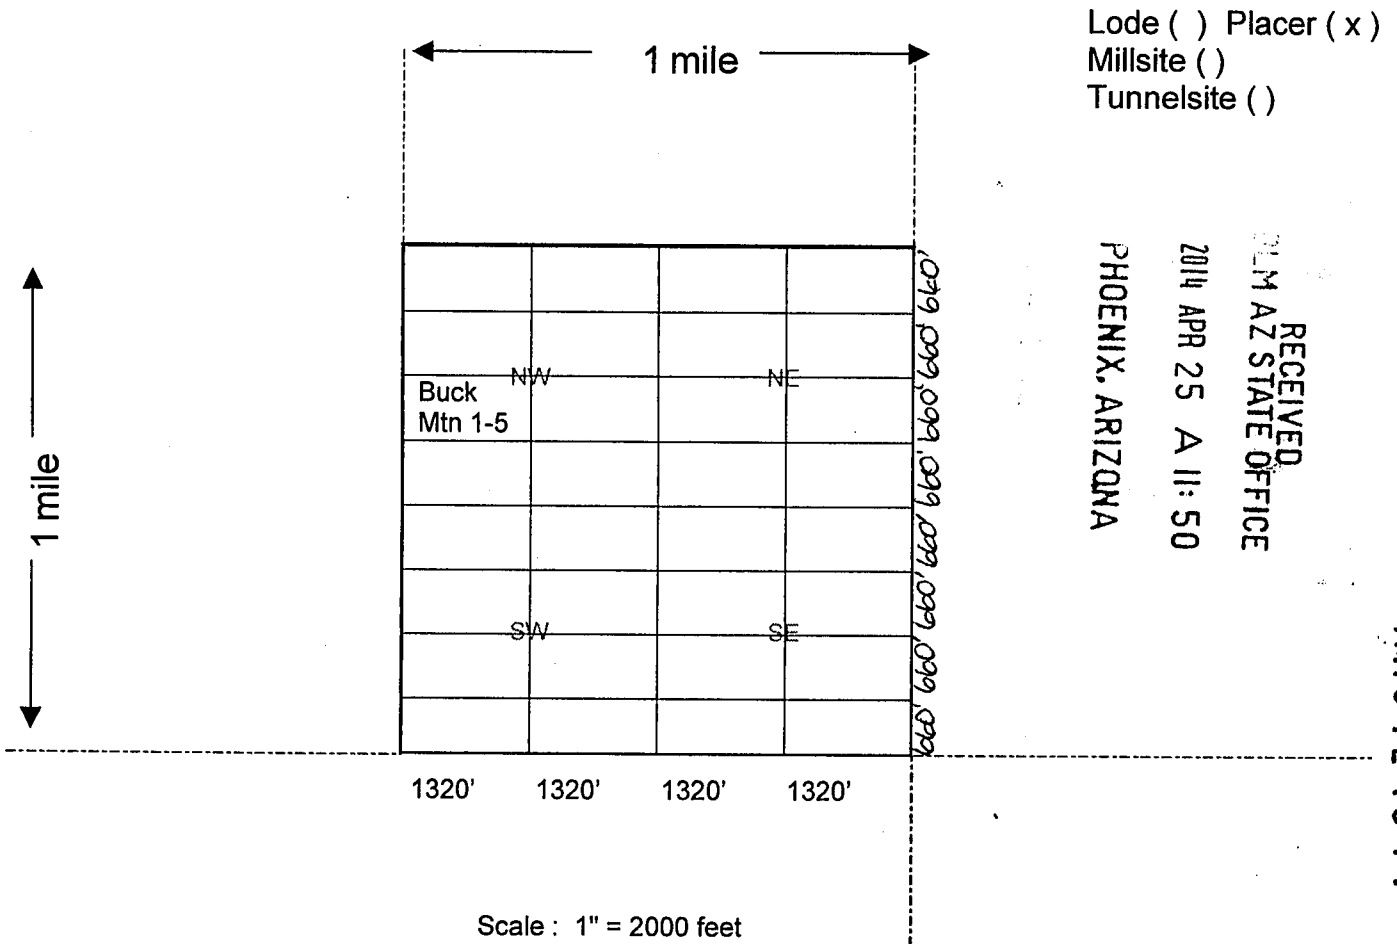 Lode ( ) Placer ( x )
Millsite ( )
Tunnelsite ( )
1 mile
1 mile
NW
NE
Buck
Mtn 1-5
SW
SE
660'
660'
660'
660'
660'
660'
660'
660'
1320' 1320' 1320' 1320'
Scale : 1" = 2000 feet
RECEIVED
BLM AZ STATE OFFICE
2014 APR 25 A 11: 50
PHOENIX, ARIZONA